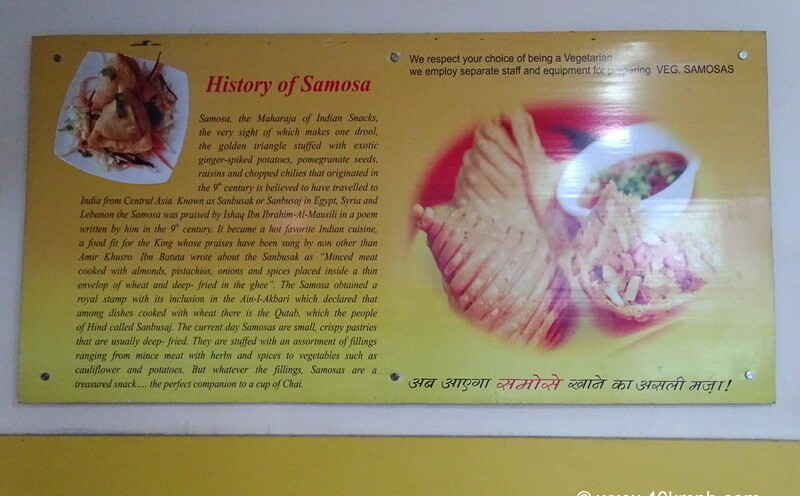 History of Samosa
Samosa, the Maharaja of Indian Snacks,
the very sight of which makes one drool,
the golden triangle stuffed with exotic
ginger-spiked potatoes, pomegranate seeds,
raisins and chopped chilies that originated in
the 9th century is believed to have travelled to
India from Central Asia. Known as Sanbusak or Sanbusaj in Egypt, Syria and
Lebanon the Samosa was praised by Ishaq Ibn Ibrahim-Al-Mausili in a poem
written by him in the 9th century. It became a hot favorite Indian cuisine,
a food fit for the King whose praises have been sung by non other than
Amir Khusro. Ibn Batuta wrote about the Sanbusak as "Minced meat
cooked with almonds, pistachios, onions and spices placed inside a thin
envelop of wheat and deep- fried in the ghee". The Samosa obtained a
royal stamp with its inclusion in the Ain-I-Akbari which declared that
among dishes cooked with wheat there is the Qutab, which the people
of Hind called Sanbusaj. The current day Samosas are small, crispy pastries
that are usually deep- fried. They are stuffed with an assortment of fillings
ranging from mince meat with herbs and spices to vegetables such as
cauliflower and potatoes. But whatever the fillings, Samosas are a
treasured snack.... the perfect companion to a cup of Chai.
We respect your choice of being a Vegetarian
we employ separate staff and equipment for preparing VEG. SAMOSAS
अब आएगा समोसे खाने का असली मज़ा!
© www.40kmph.com